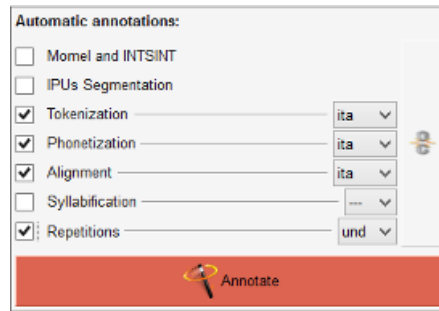 Automatic annotations:
Momel and INTSINT
IPUs Segmentation
Tokenization ita
Phonetization ita
Alignment ita
Syllabification ---
Repetitions und
Annotate